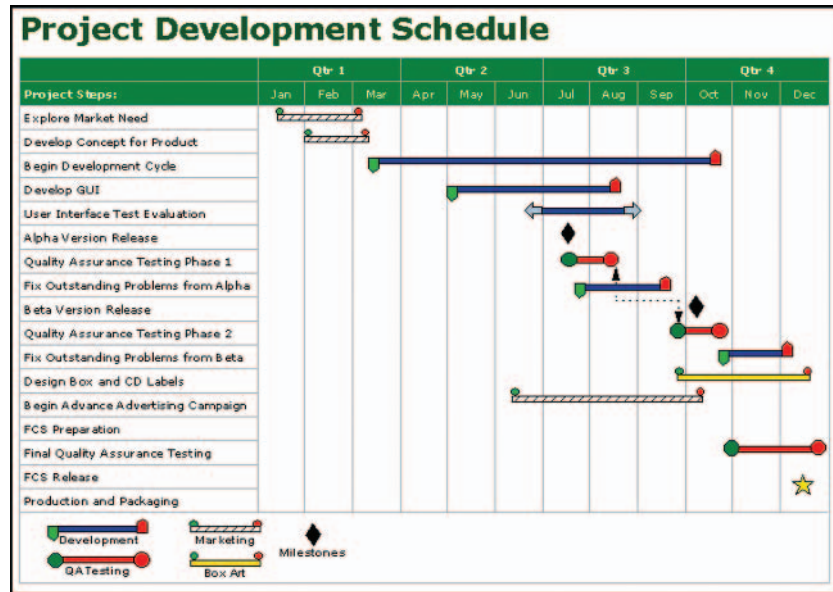 Project Development Schedule
Qtr 1 Qtr 2 Qtr 3 Qtr 4
Project Steps: Jan Feb Mar Apr May Jun Jul Aug Sep Oct Nov Dec
Explore Market Need
Develop Concept for Product
Begin Development Cycle
Develop GUI
User Interface Test Evaluation
Alpha Version Release
Quality Assurance Testing Phase 1
Fix Outstanding Problems from Alpha
Beta Version Release
Quality Assurance Testing Phase 2
Fix Outstanding Problems from Beta
Design Box and CD Labels
Begin Advance Advertising Campaign
FCS Preparation
Final Quality Assurance Testing
FCS Release
Production and Packaging
Development Marketing Milestones
QATesting Box Art